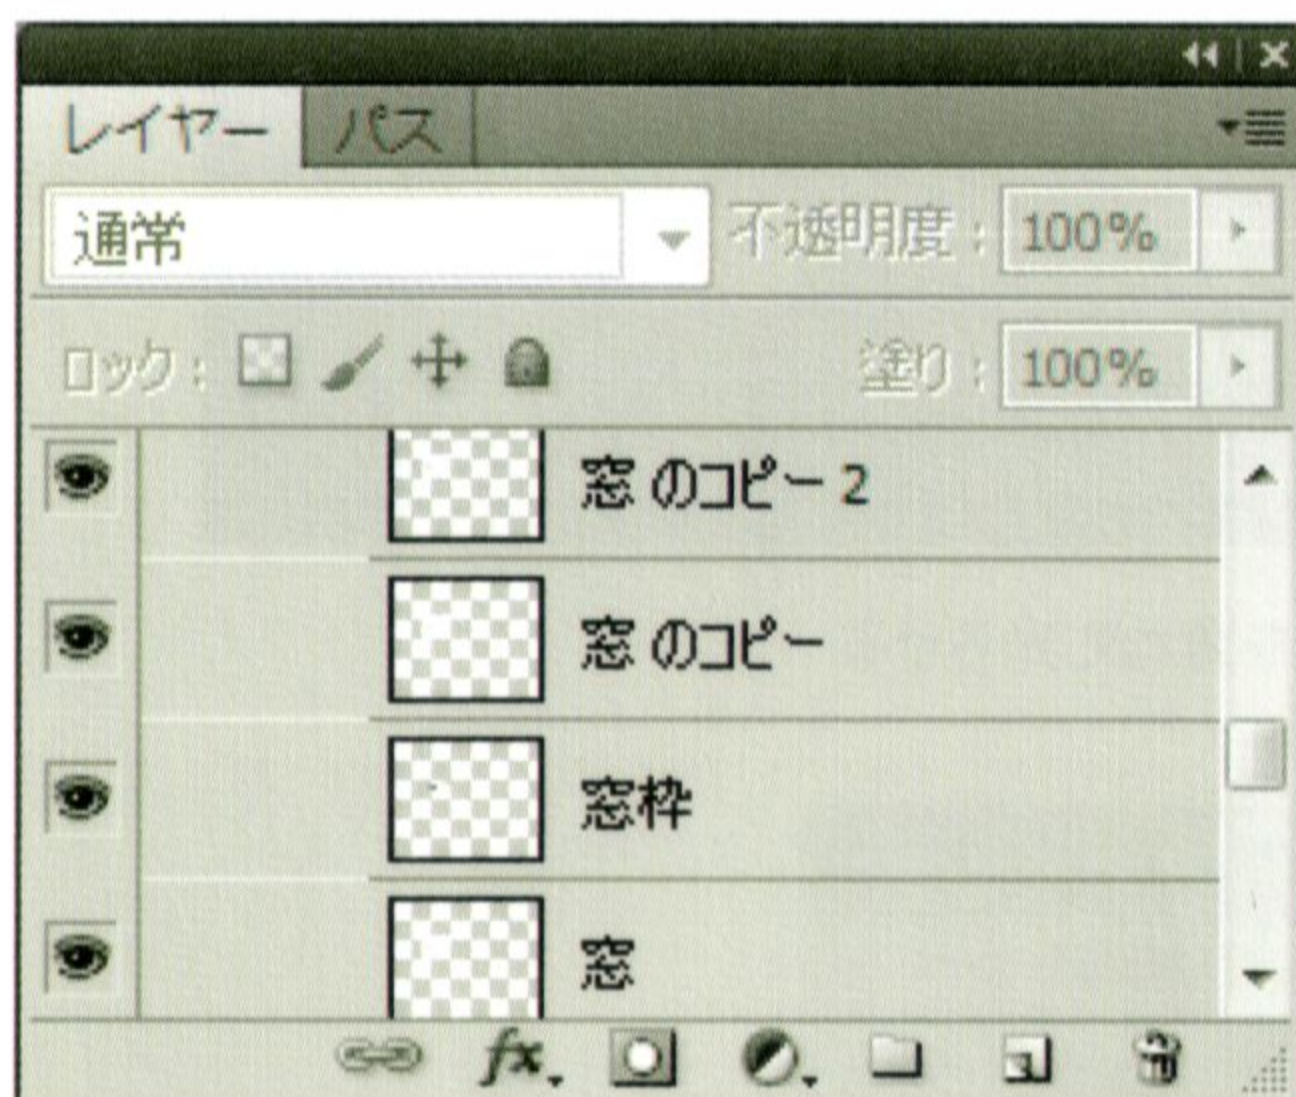 レイヤー パス
通常 不透明度 : 100%
ロック : 塗り : 100%
窓 のコピー 2
窓 のコピー
窓枠
窓
fx.